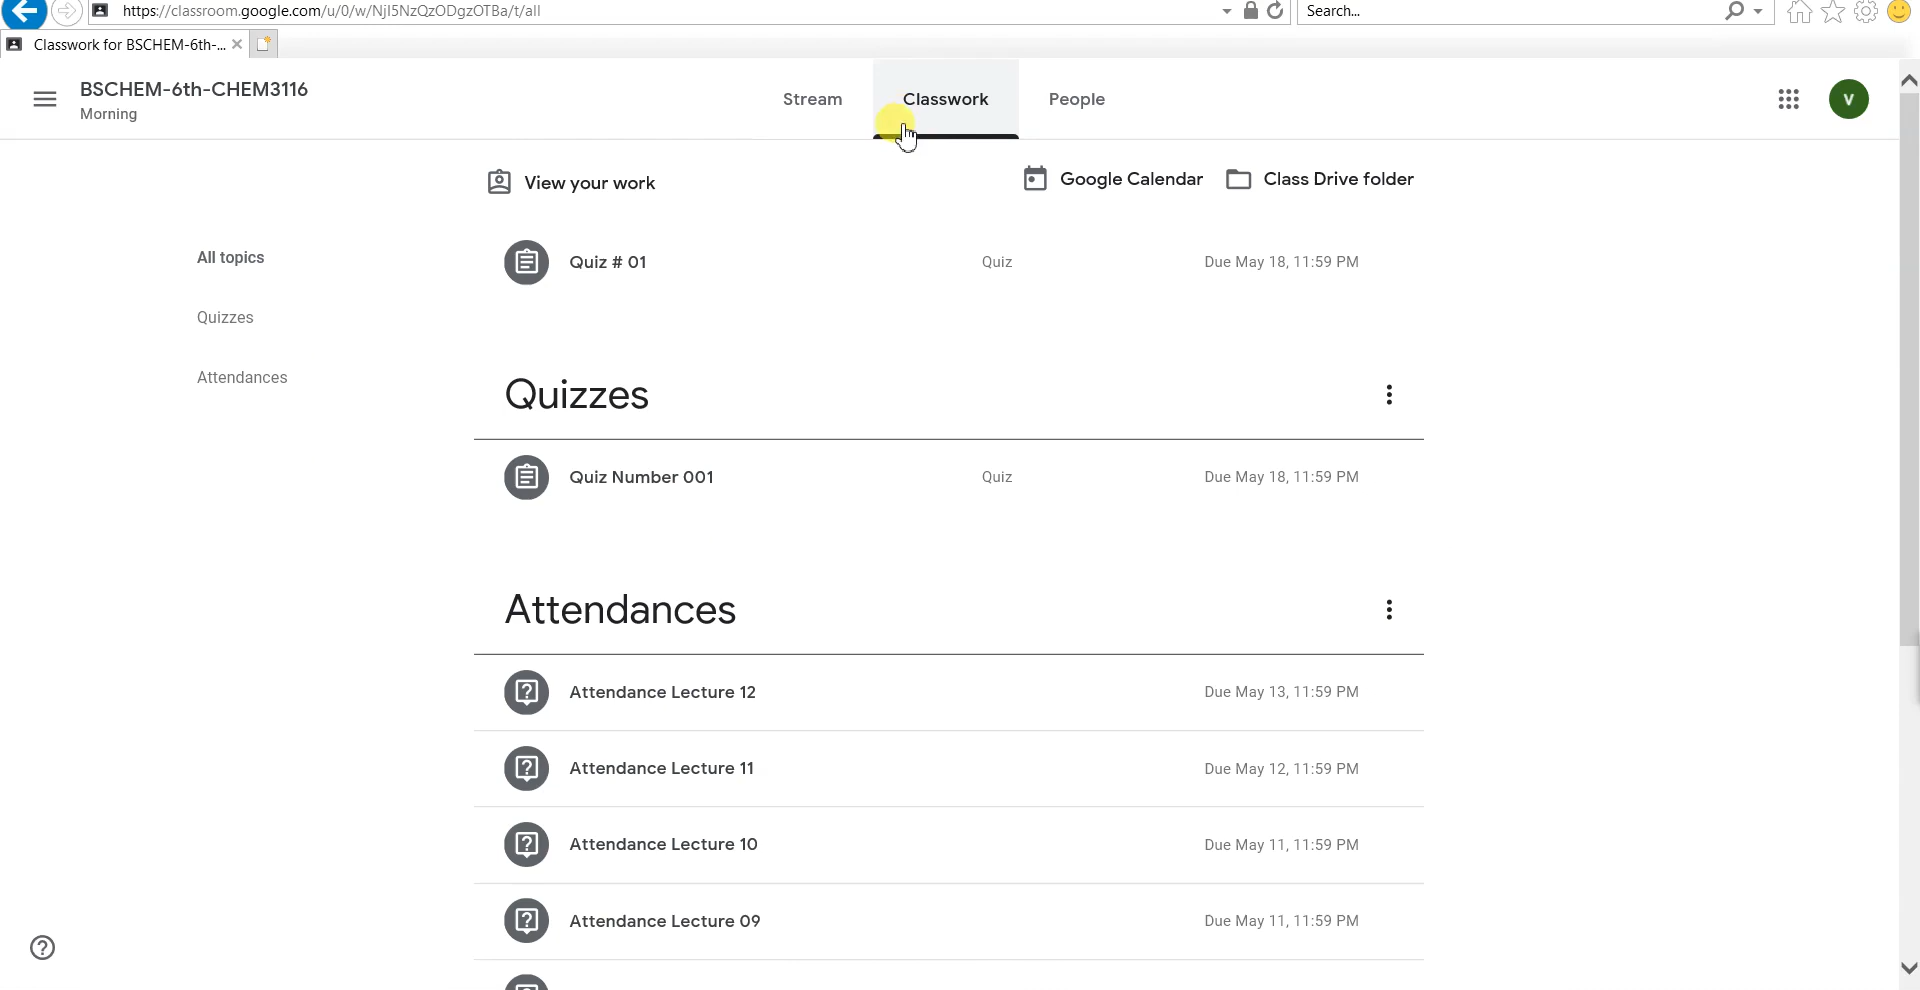 https://classroom.google.com/u/0/w/NjI5NzQzODgzOTBa/t/all
Search...
Classwork for BSCHEM-6th-...
BSCHEM-6th-CHEM3116
Morning
Stream
Classwork
People
V
View your work
Google Calendar
Class Drive folder
All topics
Quizzes
Attendances
Quiz # 01
Quiz
Due May 18, 11:59 PM
Quizzes
Quiz Number 001
Quiz
Due May 18, 11:59 PM
Attendances
Attendance Lecture 12
Due May 13, 11:59 PM
Attendance Lecture 11
Due May 12, 11:59 PM
Attendance Lecture 10
Due May 11, 11:59 PM
Attendance Lecture 09
Due May 11, 11:59 PM